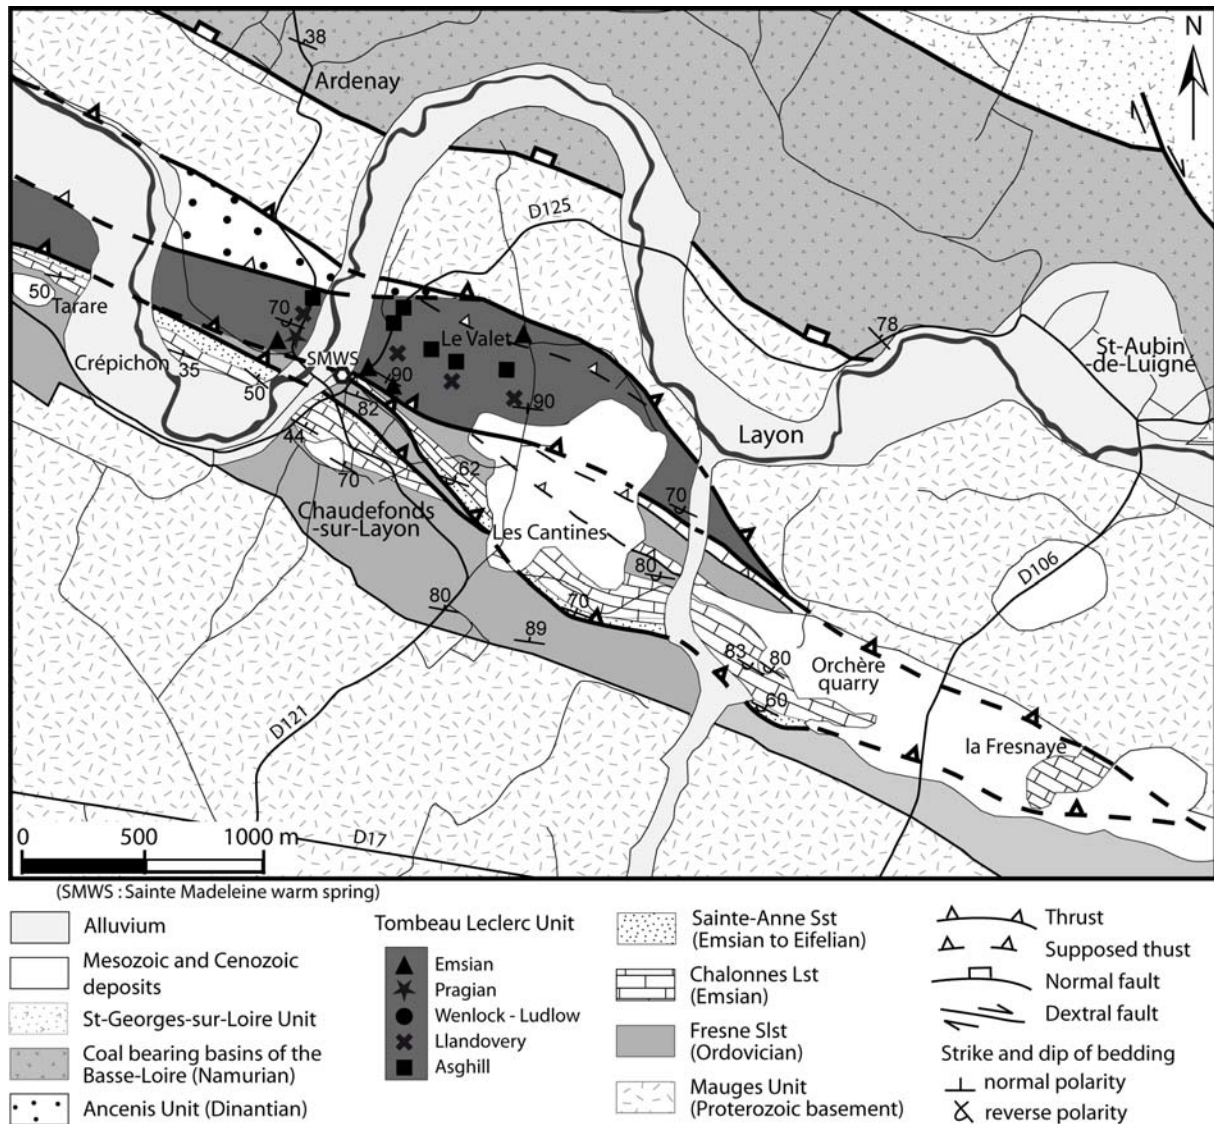 N
38
Ardenay
D125
50
Tarare
70
Le Valet
78
St-Aubin
-de-Luigné
Crépichon
35
SMWS
50
90
82
90
Layon
44
62
70
70
Chaudefonds
-sur-Layon
Les Cantines
D106
80
80
70
89
83
80
Orchère
quarry
60
D121
la Fresnaye
0 500 1000 m
D17
(SMWS : Sainte Madeleine warm spring)
Alluvium
Mesozoic and Cenozoic
deposits
St-Georges-sur-Loire Unit
Coal bearing basins of the
Basse-Loire (Namurian)
Ancenis Unit (Dinantian)
Tombeau Leclerc Unit
Emsian
Pragian
Wenlock - Ludlow
Llandovery
Asghill
Sainte-Anne Sst
(Emsian to Eifelian)
Chalonnes Lst
(Emsian)
Fresne Slst
(Ordovician)
Mauges Unit
(Proterozoic basement)
Thrust
Supposed thust
Normal fault
Dextral fault
Strike and dip of bedding
normal polarity
reverse polarity